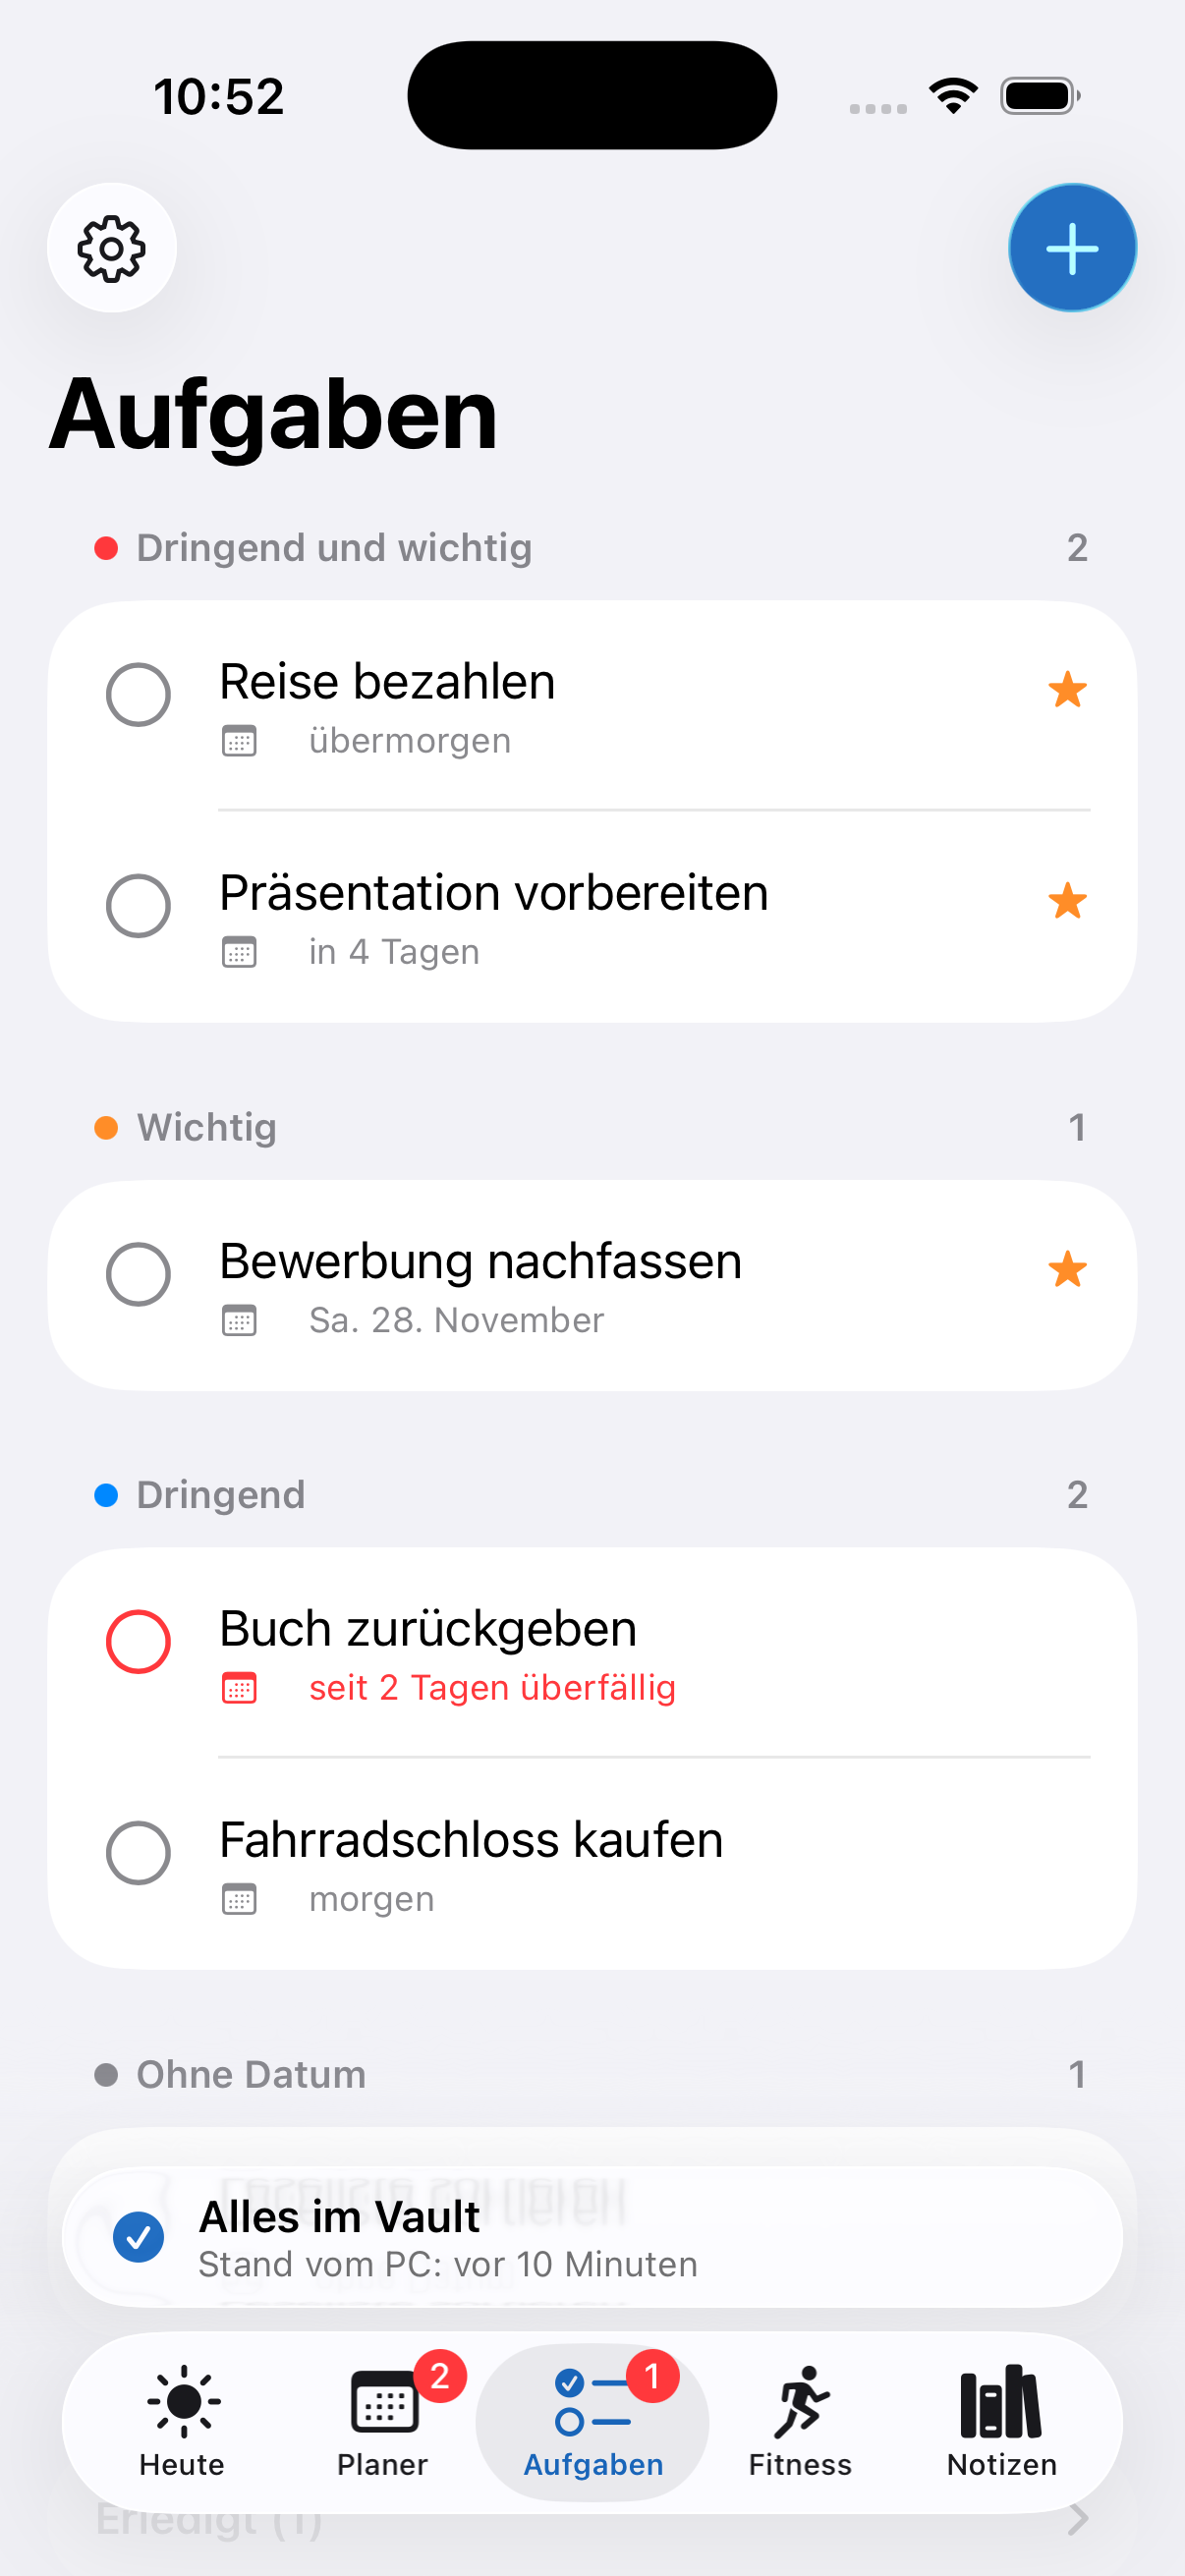 10:52
Aufgaben
Dringend und wichtig 2
Reise bezahlen
übermorgen
Präsentation vorbereiten
in 4 Tagen
Wichtig 1
Bewerbung nachfassen
Sa. 28. November
Dringend 2
Buch zurückgeben
seit 2 Tagen überfällig
Fahrradschloss kaufen
morgen
Ohne Datum 1
Alles im Vault
Stand vom PC: vor 10 Minuten
2 1
Heute Planer Aufgaben Fitness Notizen
Erledigt (1)